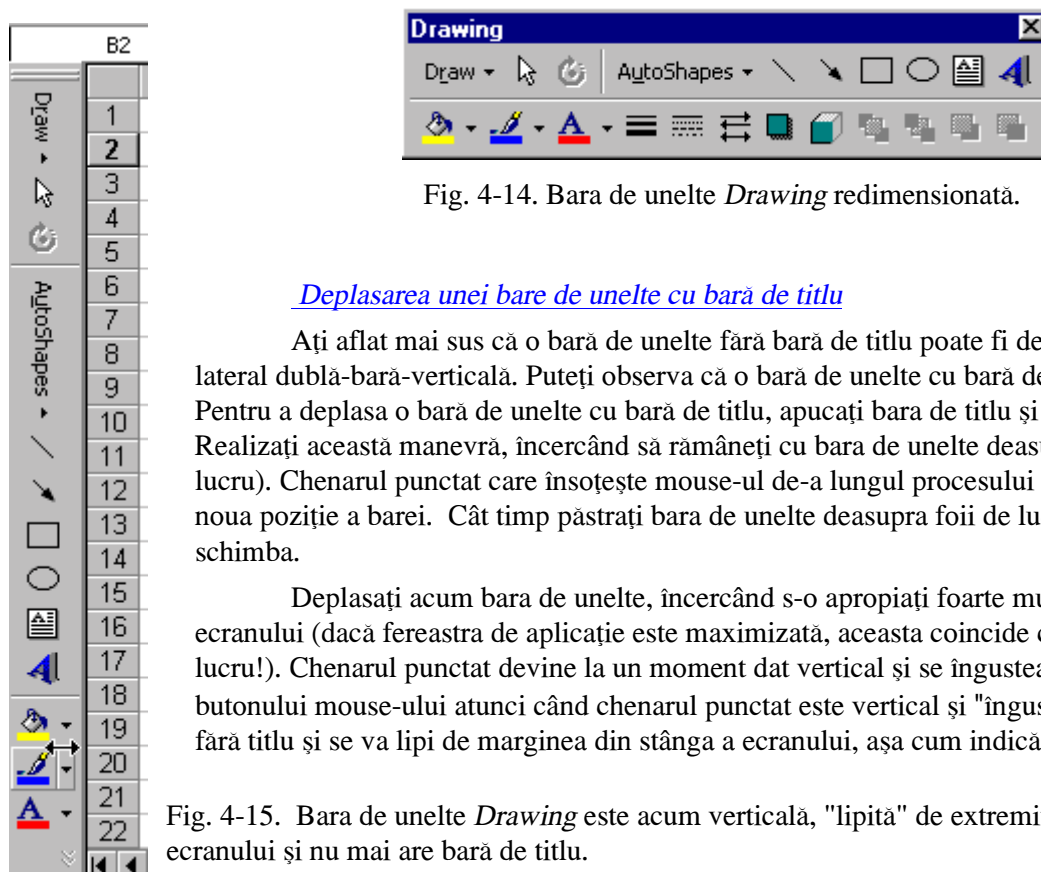 B2
Draw
AutoShapes
1
2
3
4
5
6
7
8
9
10
11
12
13
14
15
16
17
18
19
20
21
22
Drawing
Draw
AutoShapes
Fig. 4-14. Bara de unelte Drawing redimensionată.
Deplasarea unei bare de unelte cu bară de titlu
Aţi aflat mai sus că o bară de unelte fără bară de titlu poate fi de
lateral dublă-bară-verticală. Puteţi observa că o bară de unelte cu bară de
Pentru a deplasa o bară de unelte cu bară de titlu, apucaţi bara de titlu şi
Realizaţi această manevră, încercând să rămâneţi cu bara de unelte deasu
lucru). Chenarul punctat care însoţeşte mouse-ul de-a lungul procesului
noua poziţie a barei. Cât timp păstraţi bara de unelte deasupra foii de lu
schimba.
Deplasaţi acum bara de unelte, încercând s-o apropiaţi foarte mu
ecranului (dacă fereastra de aplicaţie este maximizată, aceasta coincide c
lucru!). Chenarul punctat devine la un moment dat vertical şi se îngustea
butonului mouse-ului atunci când chenarul punctat este vertical şi "îngus
fără titlu şi se va lipi de marginea din stânga a ecranului, aşa cum indică
Fig. 4-15. Bara de unelte Drawing este acum verticală, "lipită" de extremi
ecranului şi nu mai are bară de titlu.